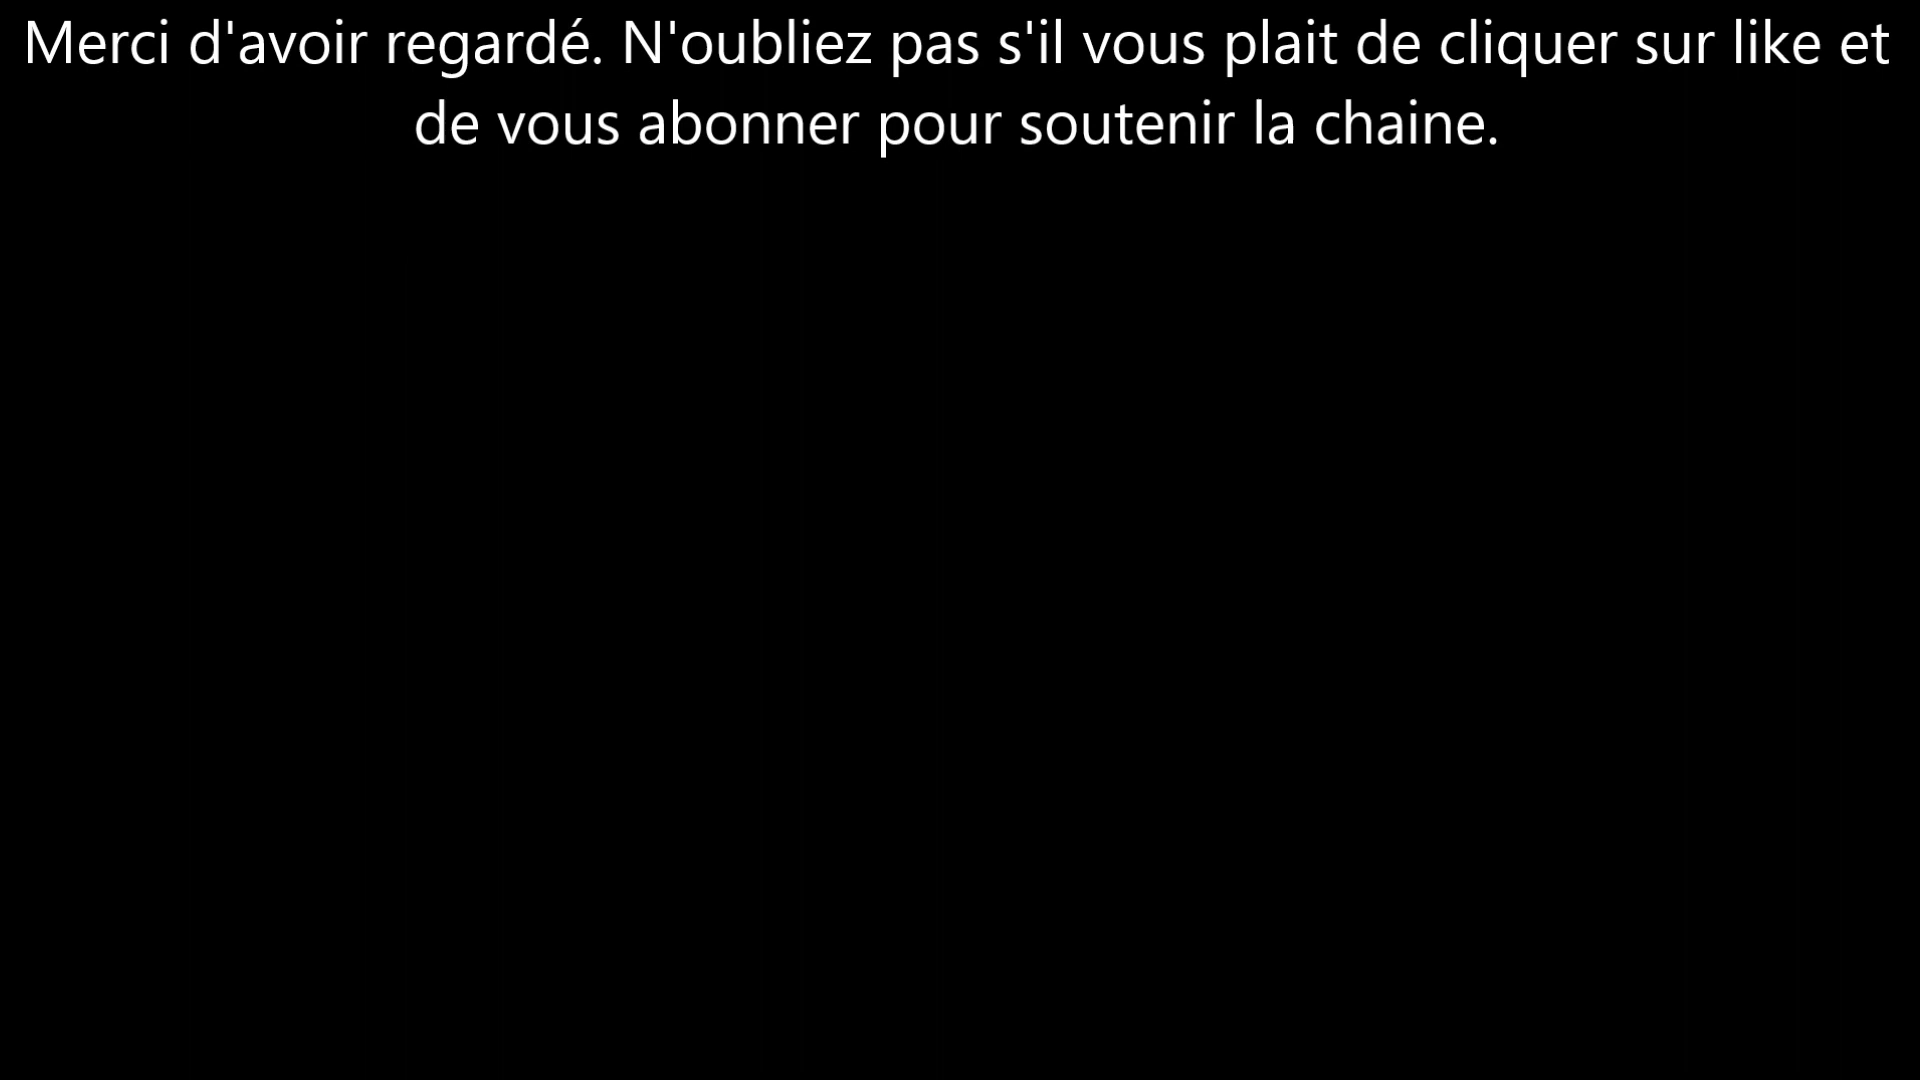 Merci d'avoir regardé. N'oubliez pas s'il vous plait de cliquer sur like et
de vous abonner pour soutenir la chaine.